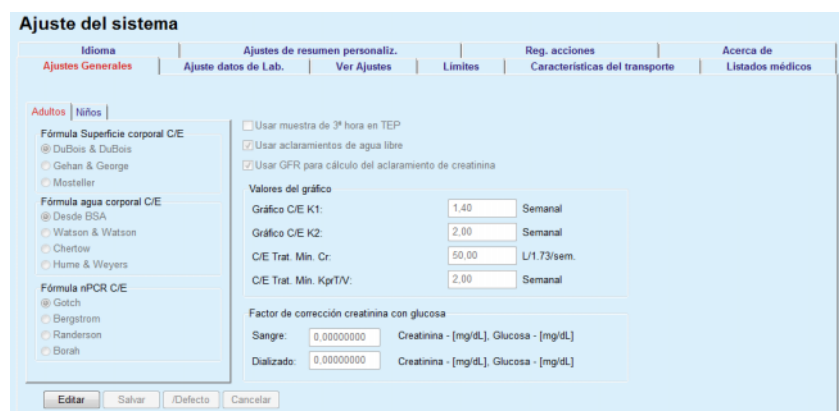 Ajuste del sistema
Idioma
Ajustes de resumen personaliz.
Reg. acciones
Acerca de
Ajustes Generales
Ajuste datos de Lab.
Ver Ajustes
Límites
Características del transporte
Listados médicos
Adultos
Niños
Fórmula Superficie corporal C/E
DuBois & DuBois
Gehan & George
Mosteller
Fórmula agua corporal C/E
Desde BSA
Watson & Watson
Chertow
Hume & Weyers
Fórmula nPCR C/E
Gotch
Bergstrom
Randerson
Borah
Usar muestra de 3ª hora en TEP
Usar aclaramientos de agua libre
Usar GFR para cálculo del aclaramiento de creatinina
Valores del gráfico
Gráfico C/E K1: 1,40 Semanal
Gráfico C/E K2: 2,00 Semanal
C/E Trat. Mín. Cr: 50,00 L/1.73/sem.
C/E Trat. Mín. KprT/V: 2,00 Semanal
Factor de corrección creatinina con glucosa
Sangre: 0,00000000 Creatinina - [mg/dL], Glucosa - [mg/dL]
Dializado: 0,00000000 Creatinina - [mg/dL], Glucosa - [mg/dL]
Editar
Salvar
/Defecto
Cancelar